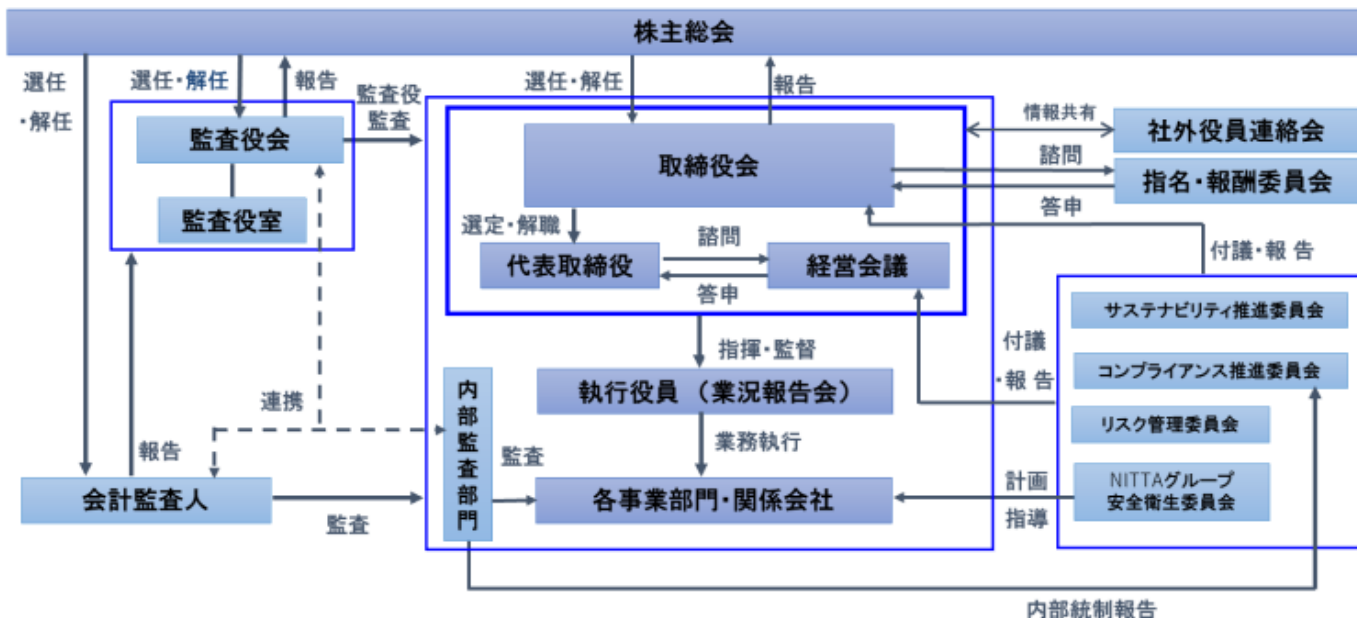 株主総会
選任
・解任
選任・解任
報告
監査役
監査
選任・解任
報告
情報共有
社外役員連絡会
監査役会
取締役会
諮問
指名・報酬委員会
答申
監査役室
選定・解職
諮問
付議・報 告
代表取締役
経営会議
答申
サステナビリティ推進委員会
指揮・監督
付議
・報 告
コンプライアンス推進委員会
執行役員 （業況報告会）
内部監査部門
連携
リスク管理委員会
業務執行
報告
監査
計画
指導
NITTAグループ
安全衛生委員会
会計監査人
監査
各事業部門・関係会社
内部統制報告